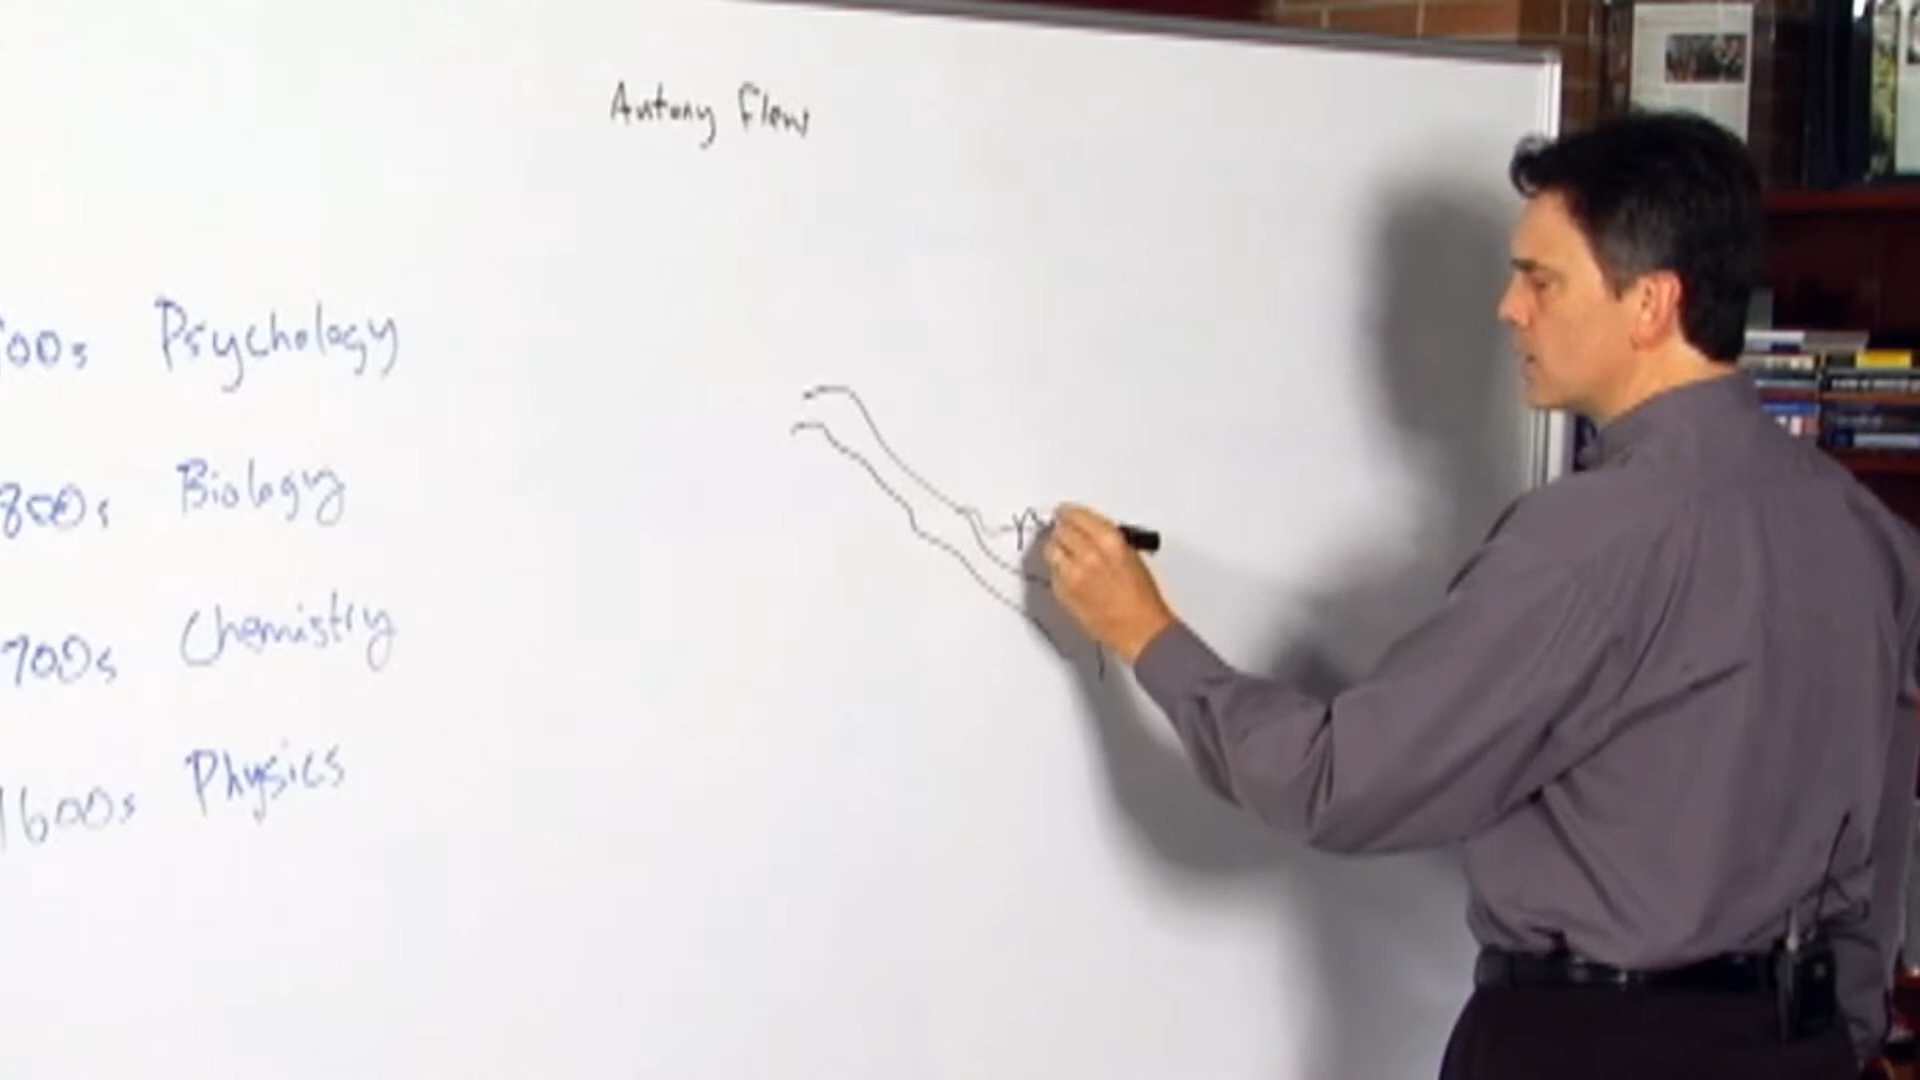 Antony Flew
00s Psychology
800s Biology
700s Chemistry
1600s Physics